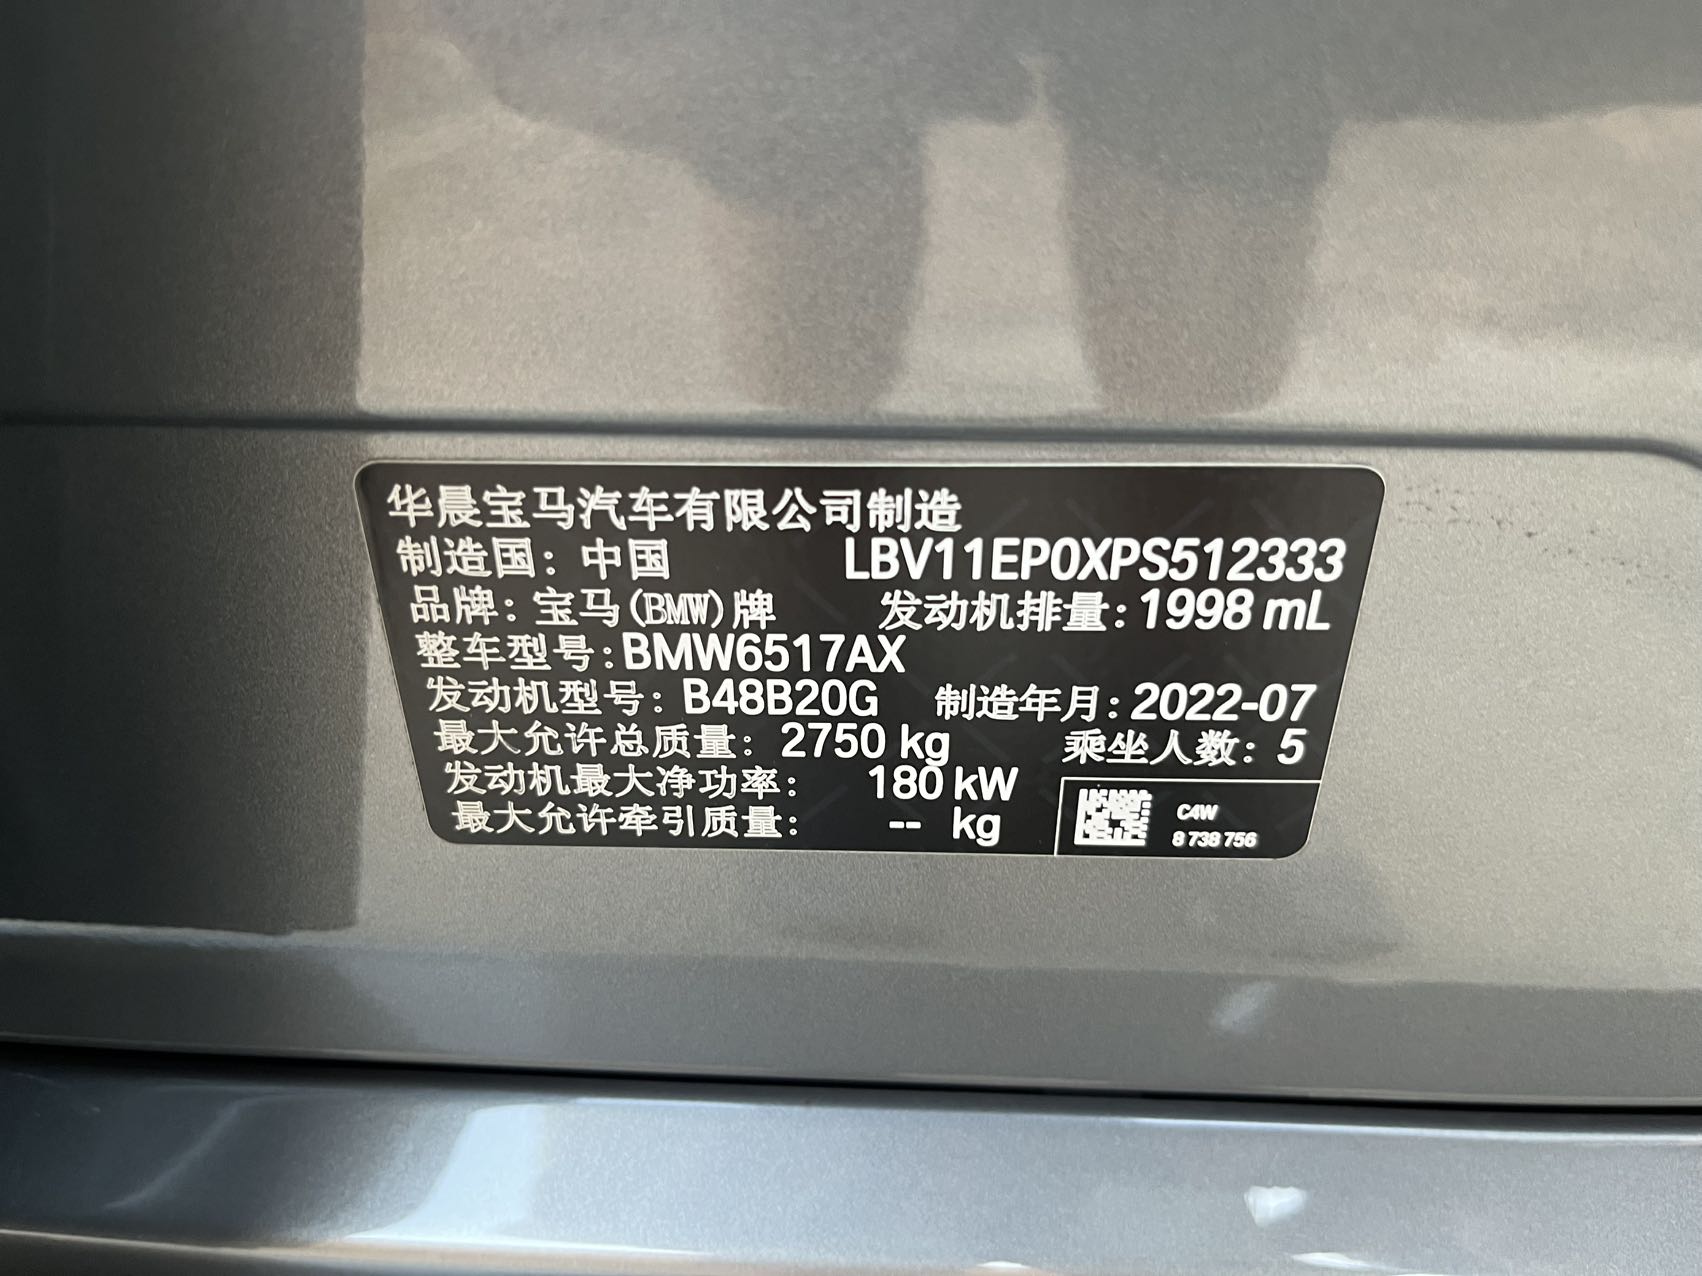 华晨宝马汽车有限公司制造
制造国：中国 LBV11EP0XPS512333
品牌：宝马(BMW)牌 发动机排量：1998 mL
整车型号：BMW6517AX
发动机型号：B48B20G 制造年月：2022-07
最大允许总质量：2750 kg 乘坐人数：5
发动机最大净功率：180 kW
最大允许牵引质量：-- kg
C4W
8 738 756